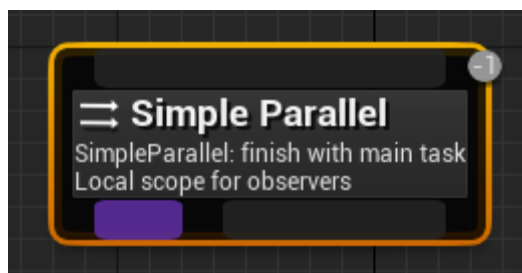 -1
Simple Parallel
SimpleParallel: finish with main task
Local scope for observers